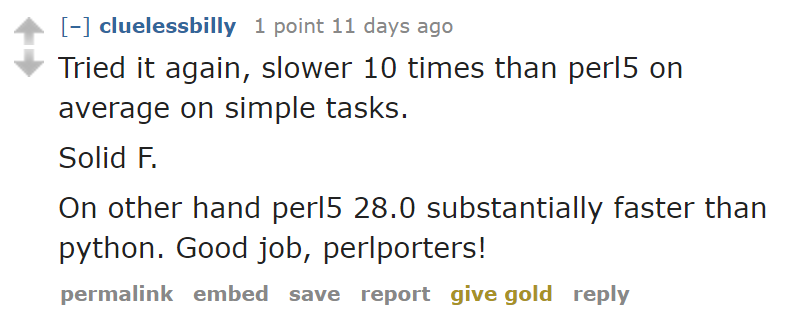 [–] cluelessbilly 1 point 11 days ago
Tried it again, slower 10 times than perl5 on
average on simple tasks.
Solid F.
On other hand perl5 28.0 substantially faster than
python. Good job, perlporters!
permalink embed save report give gold reply